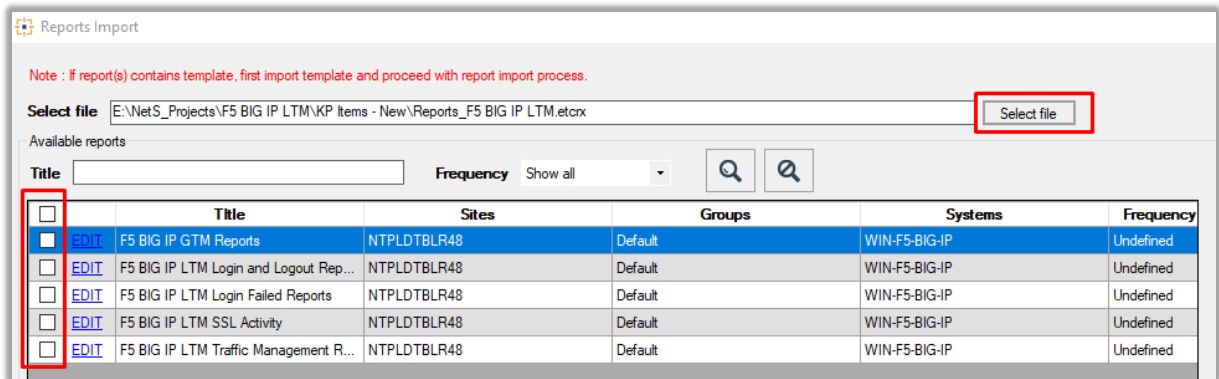 Reports Import
Note : If report(s) contains template, first import template and proceed with report import process.
Select file E:\NetS_Projects\F5 BIG IP LTM\KP Items - New\Reports_F5 BIG IP LTM.etcrx Select file
Available reports
Title Frequency Show all
Title Sites Groups Systems Frequency
EDIT F5 BIG IP GTM Reports NTPLDTBLR48 Default WIN-F5-BIG-IP Undefined
EDIT F5 BIG IP LTM Login and Logout Rep... NTPLDTBLR48 Default WIN-F5-BIG-IP Undefined
EDIT F5 BIG IP LTM Login Failed Reports NTPLDTBLR48 Default WIN-F5-BIG-IP Undefined
EDIT F5 BIG IP LTM SSL Activity NTPLDTBLR48 Default WIN-F5-BIG-IP Undefined
EDIT F5 BIG IP LTM Traffic Management R... NTPLDTBLR48 Default WIN-F5-BIG-IP Undefined